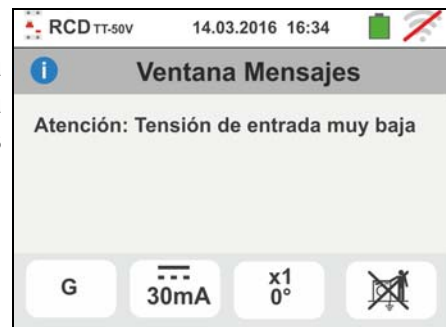 RCD TT-50V 14.03.2016 16:34
i Ventana Mensajes
Atención: Tensión de entrada muy baja
G 30mA x1 0°